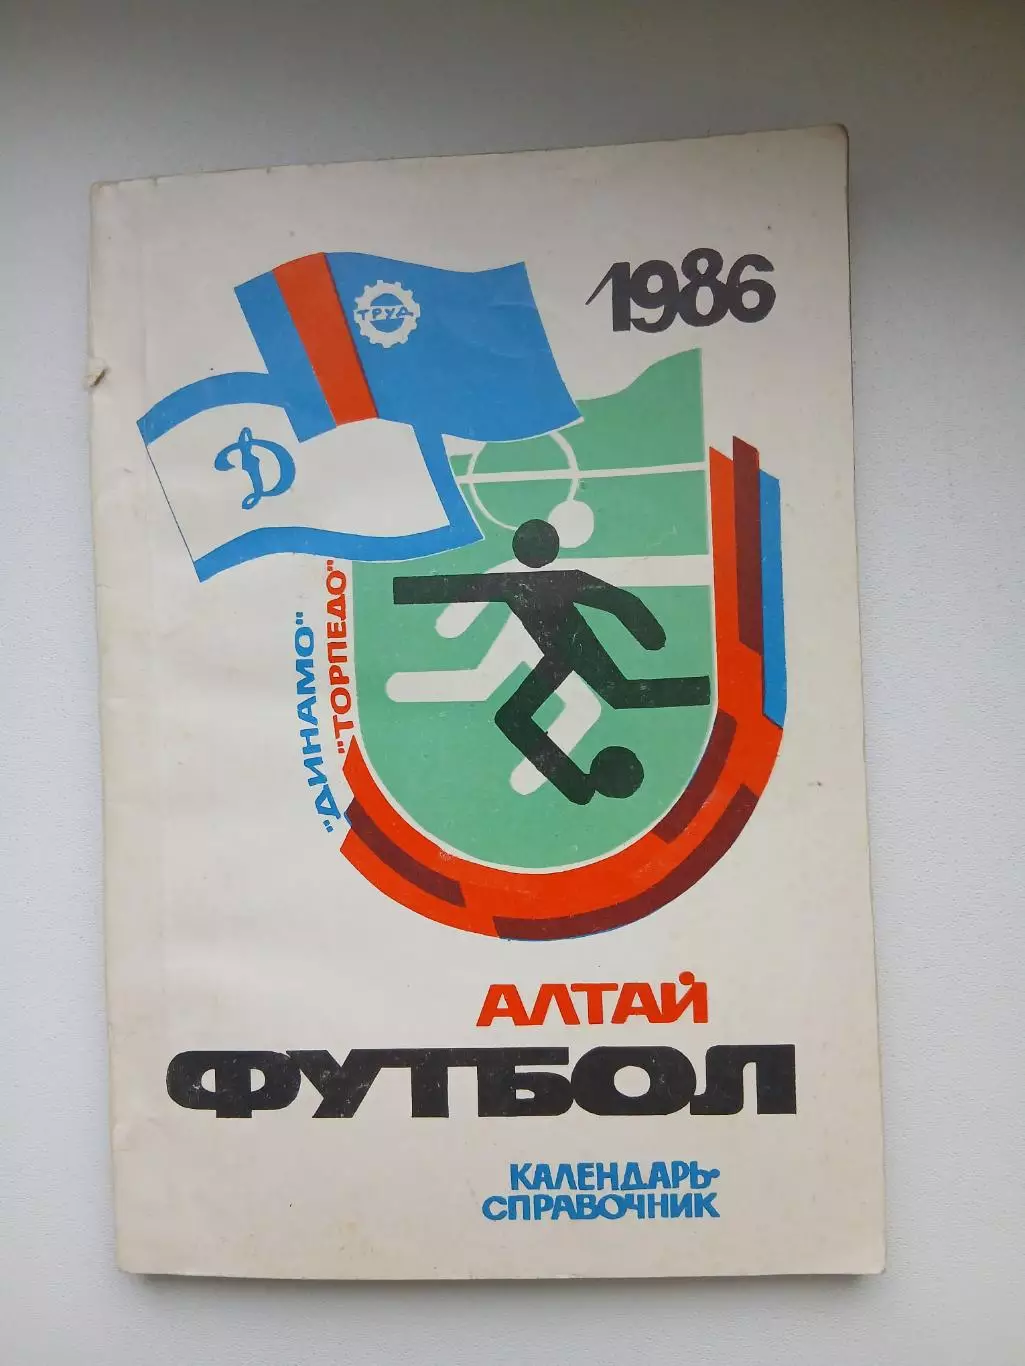 1986
ТРУД
Д
"ДИНАМО"
"ТОРПЕДО"
АЛТАЙ
ФУТБОЛ
КАЛЕНДАРЬ-
СПРАВОЧНИК